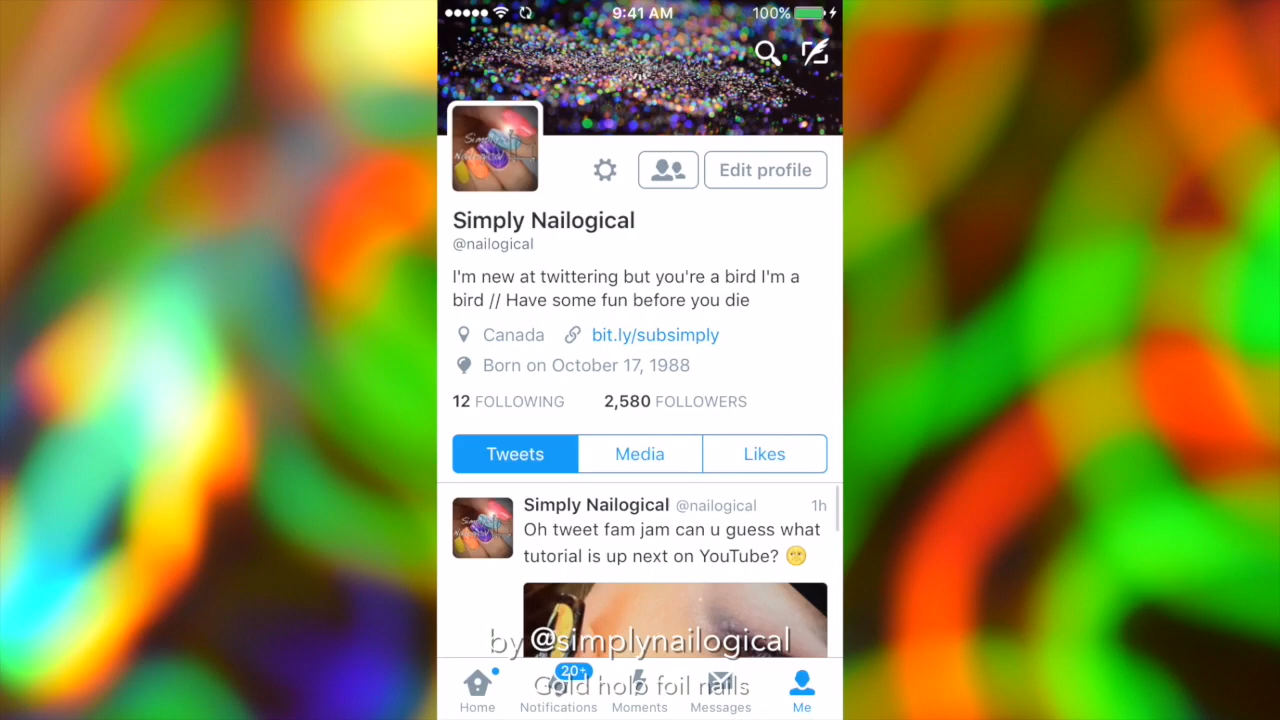 9:41 AM
100%
Simply Nailogical
Edit profile
Simply Nailogical
@nailogical
I'm new at twittering but you're a bird I'm a
bird // Have some fun before you die
Canada bit.ly/subsimply
Born on October 17, 1988
12 FOLLOWING 2,580 FOLLOWERS
Tweets Media Likes
Simply Nailogical @nailogical 1h
Oh tweet fam jam can u guess what
tutorial is up next on YouTube?
by @simplynailogical
20+
Gold holo foil nails
Home Notifications Moments Messages Me